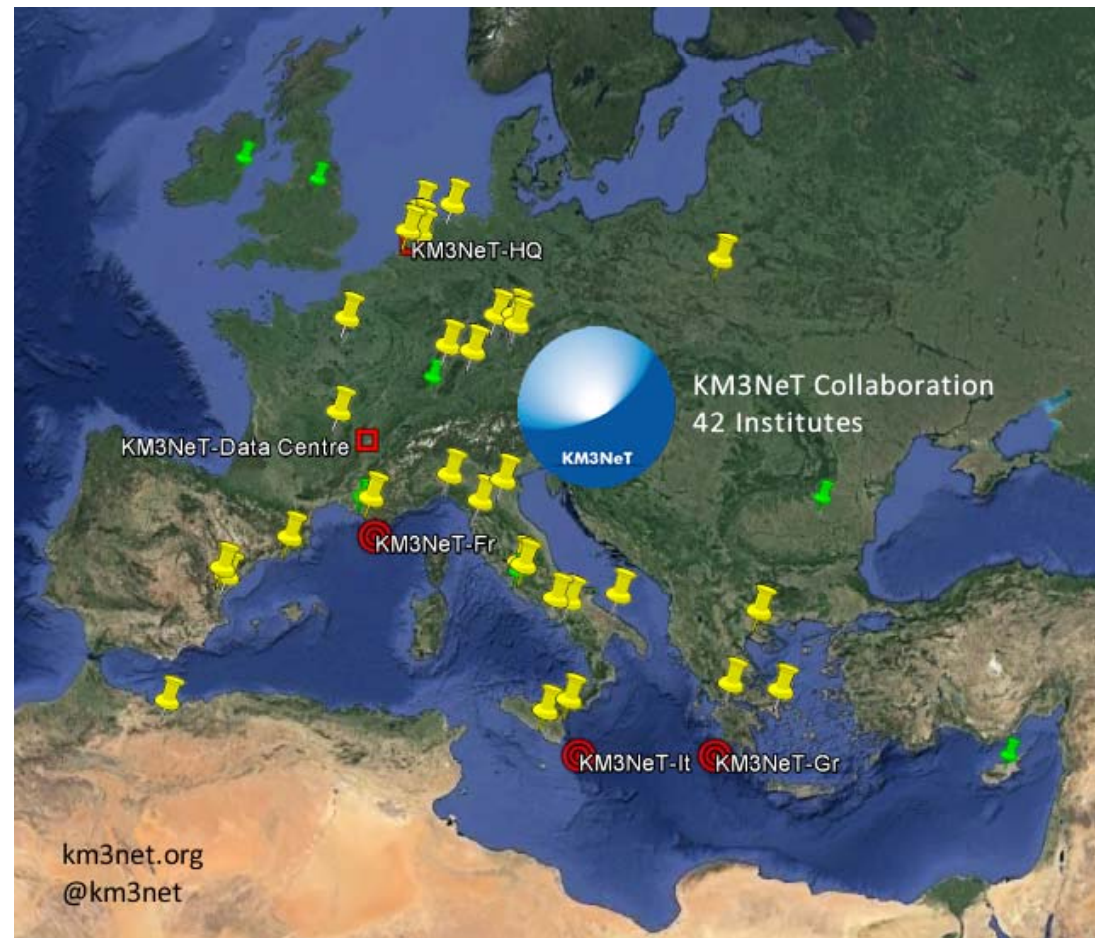 KM3NeT-HQ
KM3NeT Collaboration
42 Institutes
KM3NeT-Data Centre
KM3NeT
KM3NeT-Fr
KM3NeT-It
KM3NeT-Gr
km3net.org
@km3net